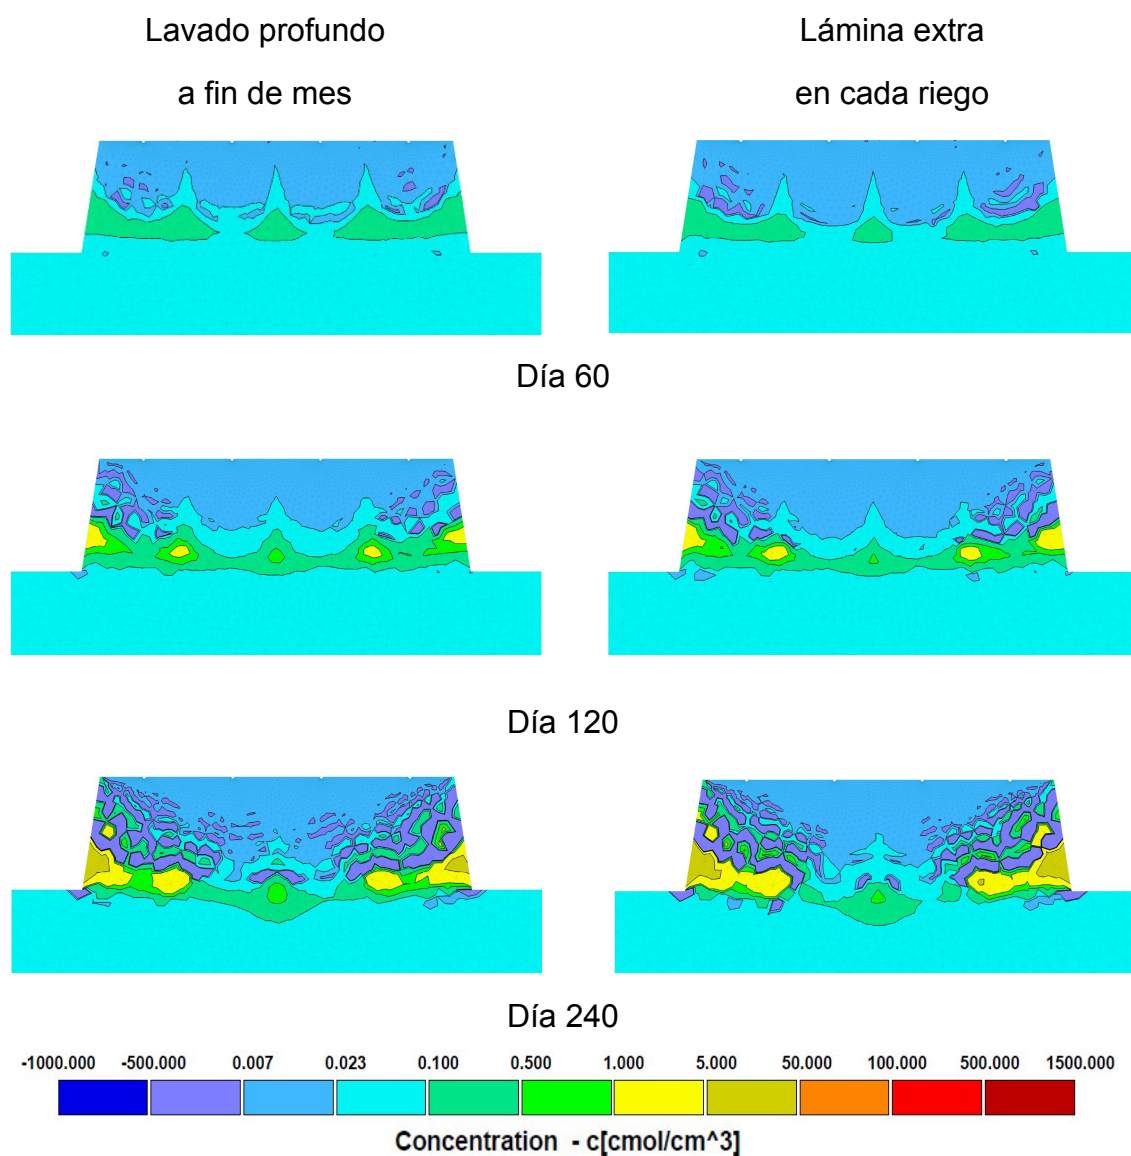 Lavado profundo
a fin de mes
Lámina extra
en cada riego
Día 60
Día 120
Día 240
-1000.000 -500.000 0.007 0.023 0.100 0.500 1.000 5.000 50.000 100.000 500.000 1500.000
Concentration - c[cmol/cm^3]